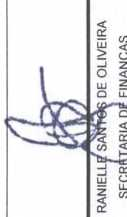 RANIELLE SANTOS DE OLIVEIRA
SECRETARIA DE FINANÇAS